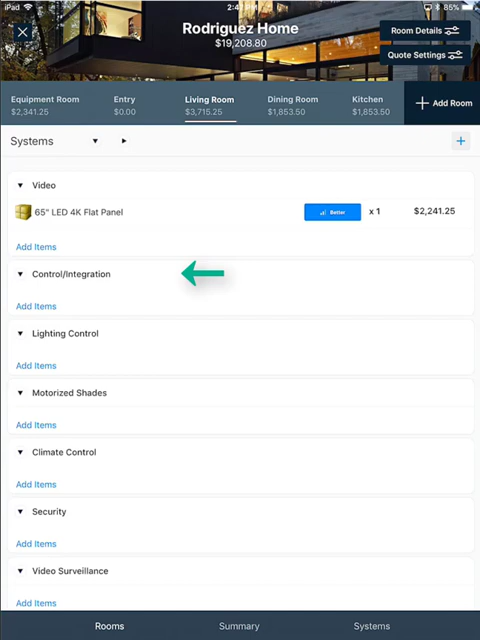 iPad
2:4
85%
Rodriguez Home
$19,208.80
Room Details
Quote Settings
Equipment Room
$2,341.25
Entry
$0.00
Living Room
$3,715.25
Dining Room
$1,853.50
Kitchen
$1,853.50
Add Room
Systems
Video
65" LED 4K Flat Panel
Better
x 1
$2,241.25
Add Items
Control/Integration
Add Items
Lighting Control
Add Items
Motorized Shades
Add Items
Climate Control
Add Items
Security
Add Items
Video Surveillance
Add Items
Rooms
Summary
Systems